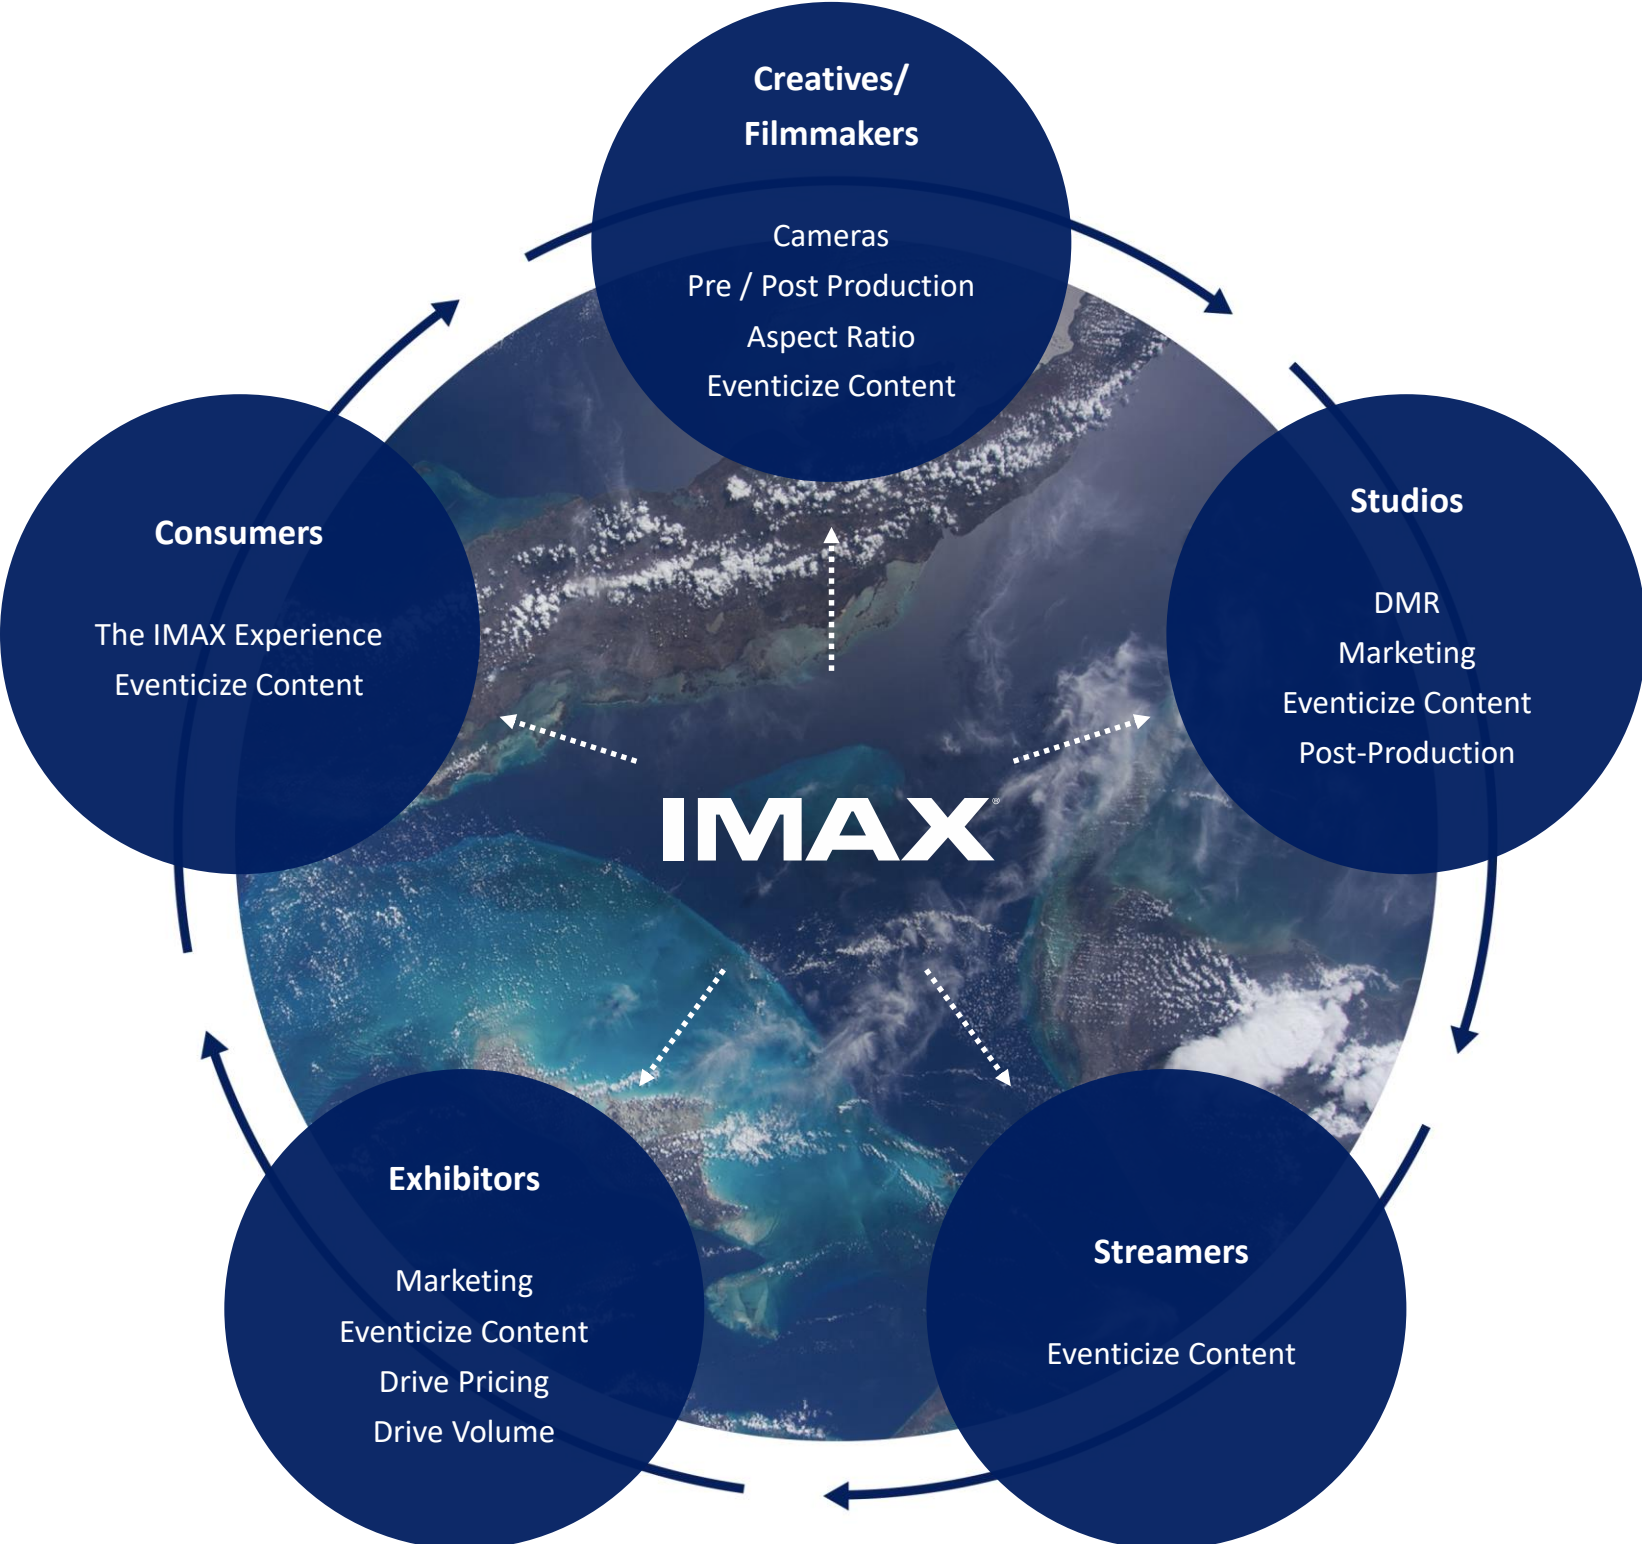 Creatives/
Filmmakers
Cameras
Pre / Post Production
Aspect Ratio
Eventicize Content
Studios
DMR
Marketing
Eventicize Content
Post-Production
Streamers
Eventicize Content
Exhibitors
Marketing
Eventicize Content
Drive Pricing
Drive Volume
Consumers
The IMAX Experience
Eventicize Content
IMAX®